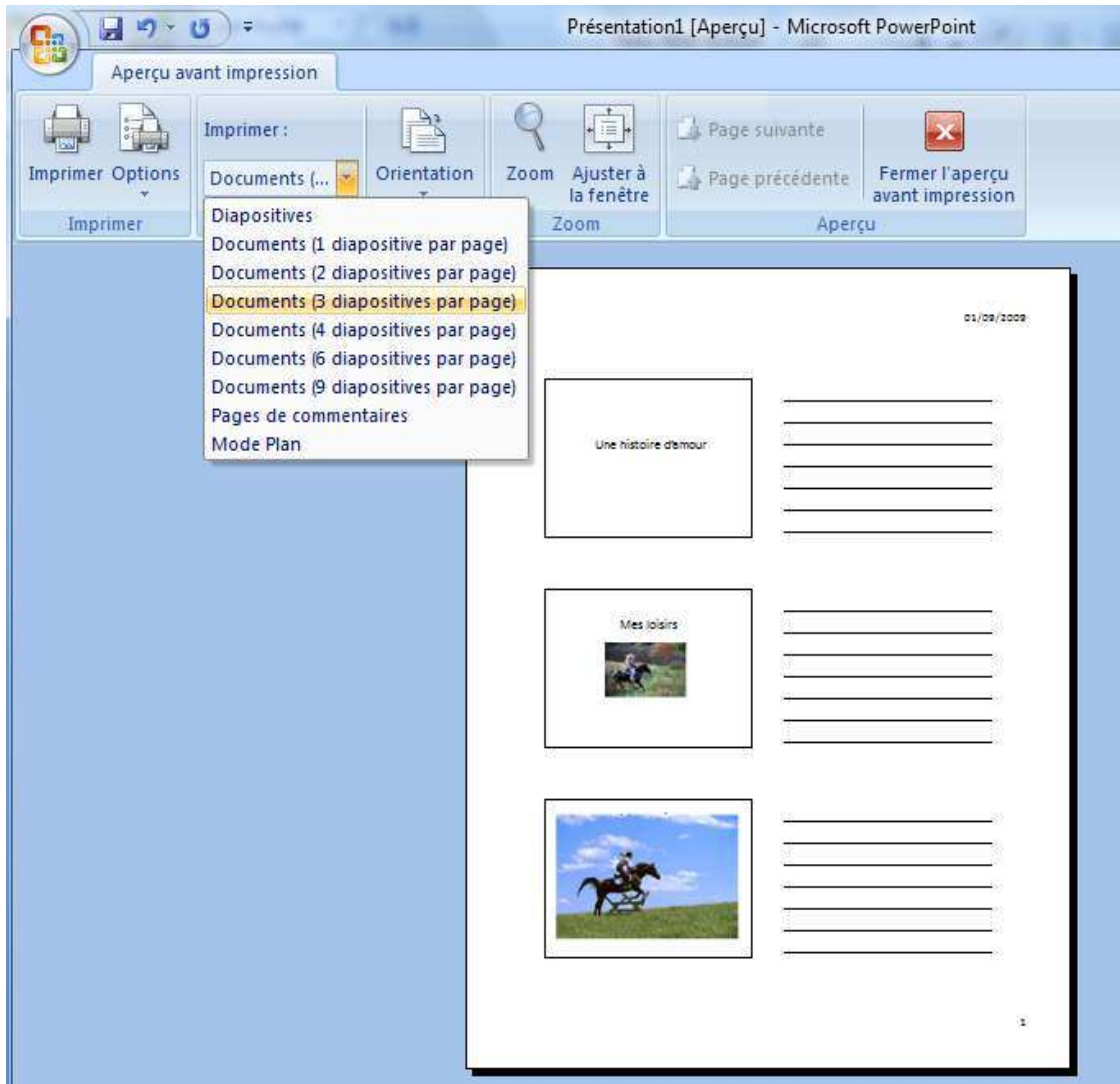 Présentation1 [Aperçu] - Microsoft PowerPoint
Aperçu avant impression
Imprimer
Options
Imprimer
Imprimer :
Documents (...
Orientation
Zoom
Ajuster à
la fenêtre
Zoom
Page suivante
Page précédente
Fermer l'aperçu
avant impression
Aperçu
Diapositives
Documents (1 diapositive par page)
Documents (2 diapositives par page)
Documents (3 diapositives par page)
Documents (4 diapositives par page)
Documents (6 diapositives par page)
Documents (9 diapositives par page)
Pages de commentaires
Mode Plan
01/09/2009
Une histoire d'amour
Mes loisirs
1